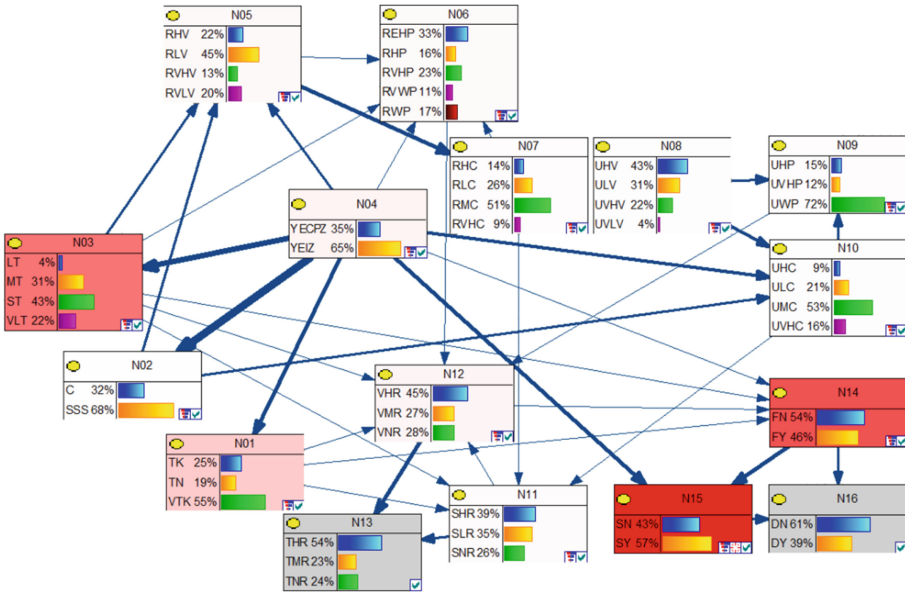 N05
RHV 22%
RLV 45%
RVHV 13%
RVLV 20%
N06
REHP 33%
RHP 16%
RVHP 23%
RVWP 11%
RWP 17%
N07
RHC 14%
RLC 26%
RMC 51%
RVHC 9%
N08
UHV 43%
ULV 31%
UVHV 22%
UVLV 4%
N09
UHP 15%
UVHP 12%
UWP 72%
N04
YECPZ 35%
YEIZ 65%
N03
LT 4%
MT 31%
ST 43%
VLT 22%
N10
UHC 9%
ULC 21%
UMC 53%
UVHC 16%
N02
C 32%
SSS 68%
N12
VHR 45%
VMR 27%
VNR 28%
N14
FN 54%
FY 46%
N01
TK 25%
TN 19%
VTK 55%
N11
SHR 39%
SLR 35%
SNR 26%
N15
SN 43%
SY 57%
N16
DN 61%
DY 39%
N13
THR 54%
TMR 23%
TNR 24%